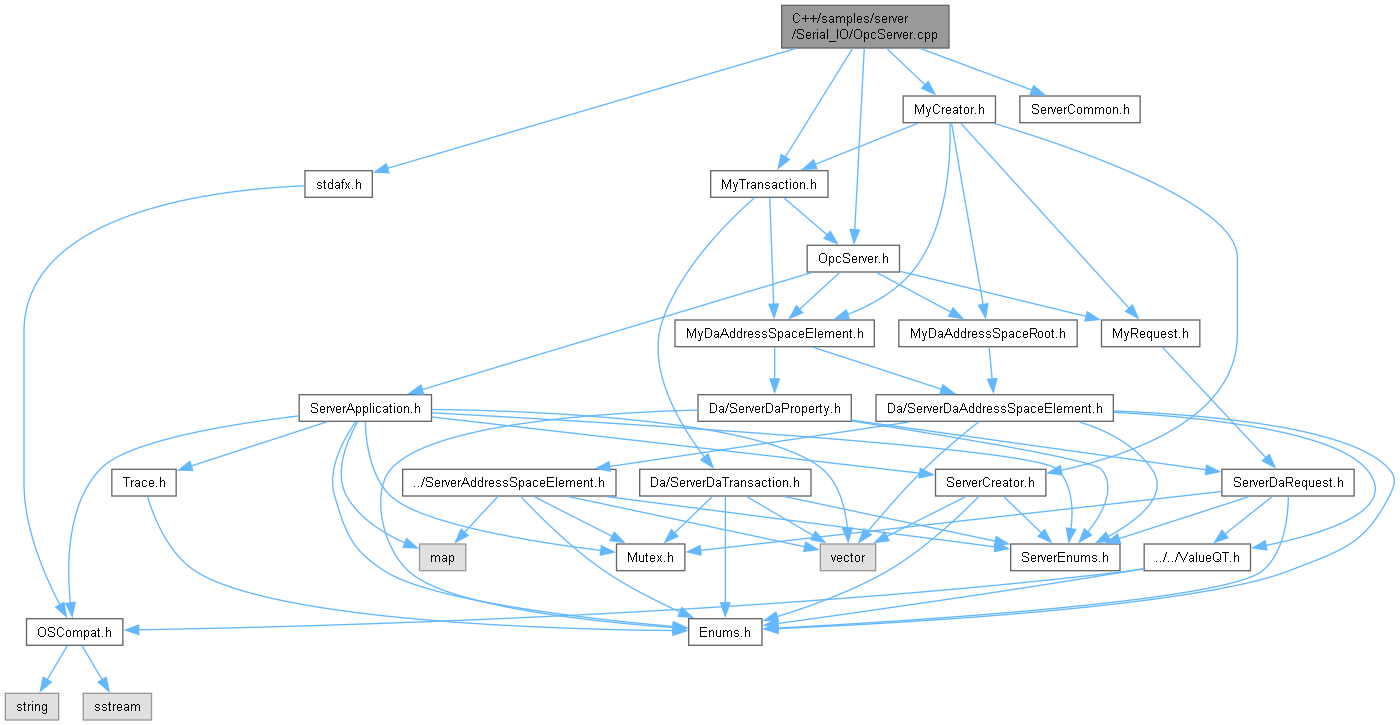 C++/samples/server
/Serial_IO/OpcServer.cpp
MyCreator.h
ServerCommon.h
stdafx.h
MyTransaction.h
OpcServer.h
MyDaAddressSpaceElement.h
MyDaAddressSpaceRoot.h
MyRequest.h
ServerApplication.h
Da/ServerDaProperty.h
Da/ServerDaAddressSpaceElement.h
Trace.h
../ServerAddressSpaceElement.h
Da/ServerDaTransaction.h
ServerCreator.h
ServerDaRequest.h
map
Mutex.h
vector
ServerEnums.h
../../ValueQT.h
OSCompat.h
Enums.h
string
sstream